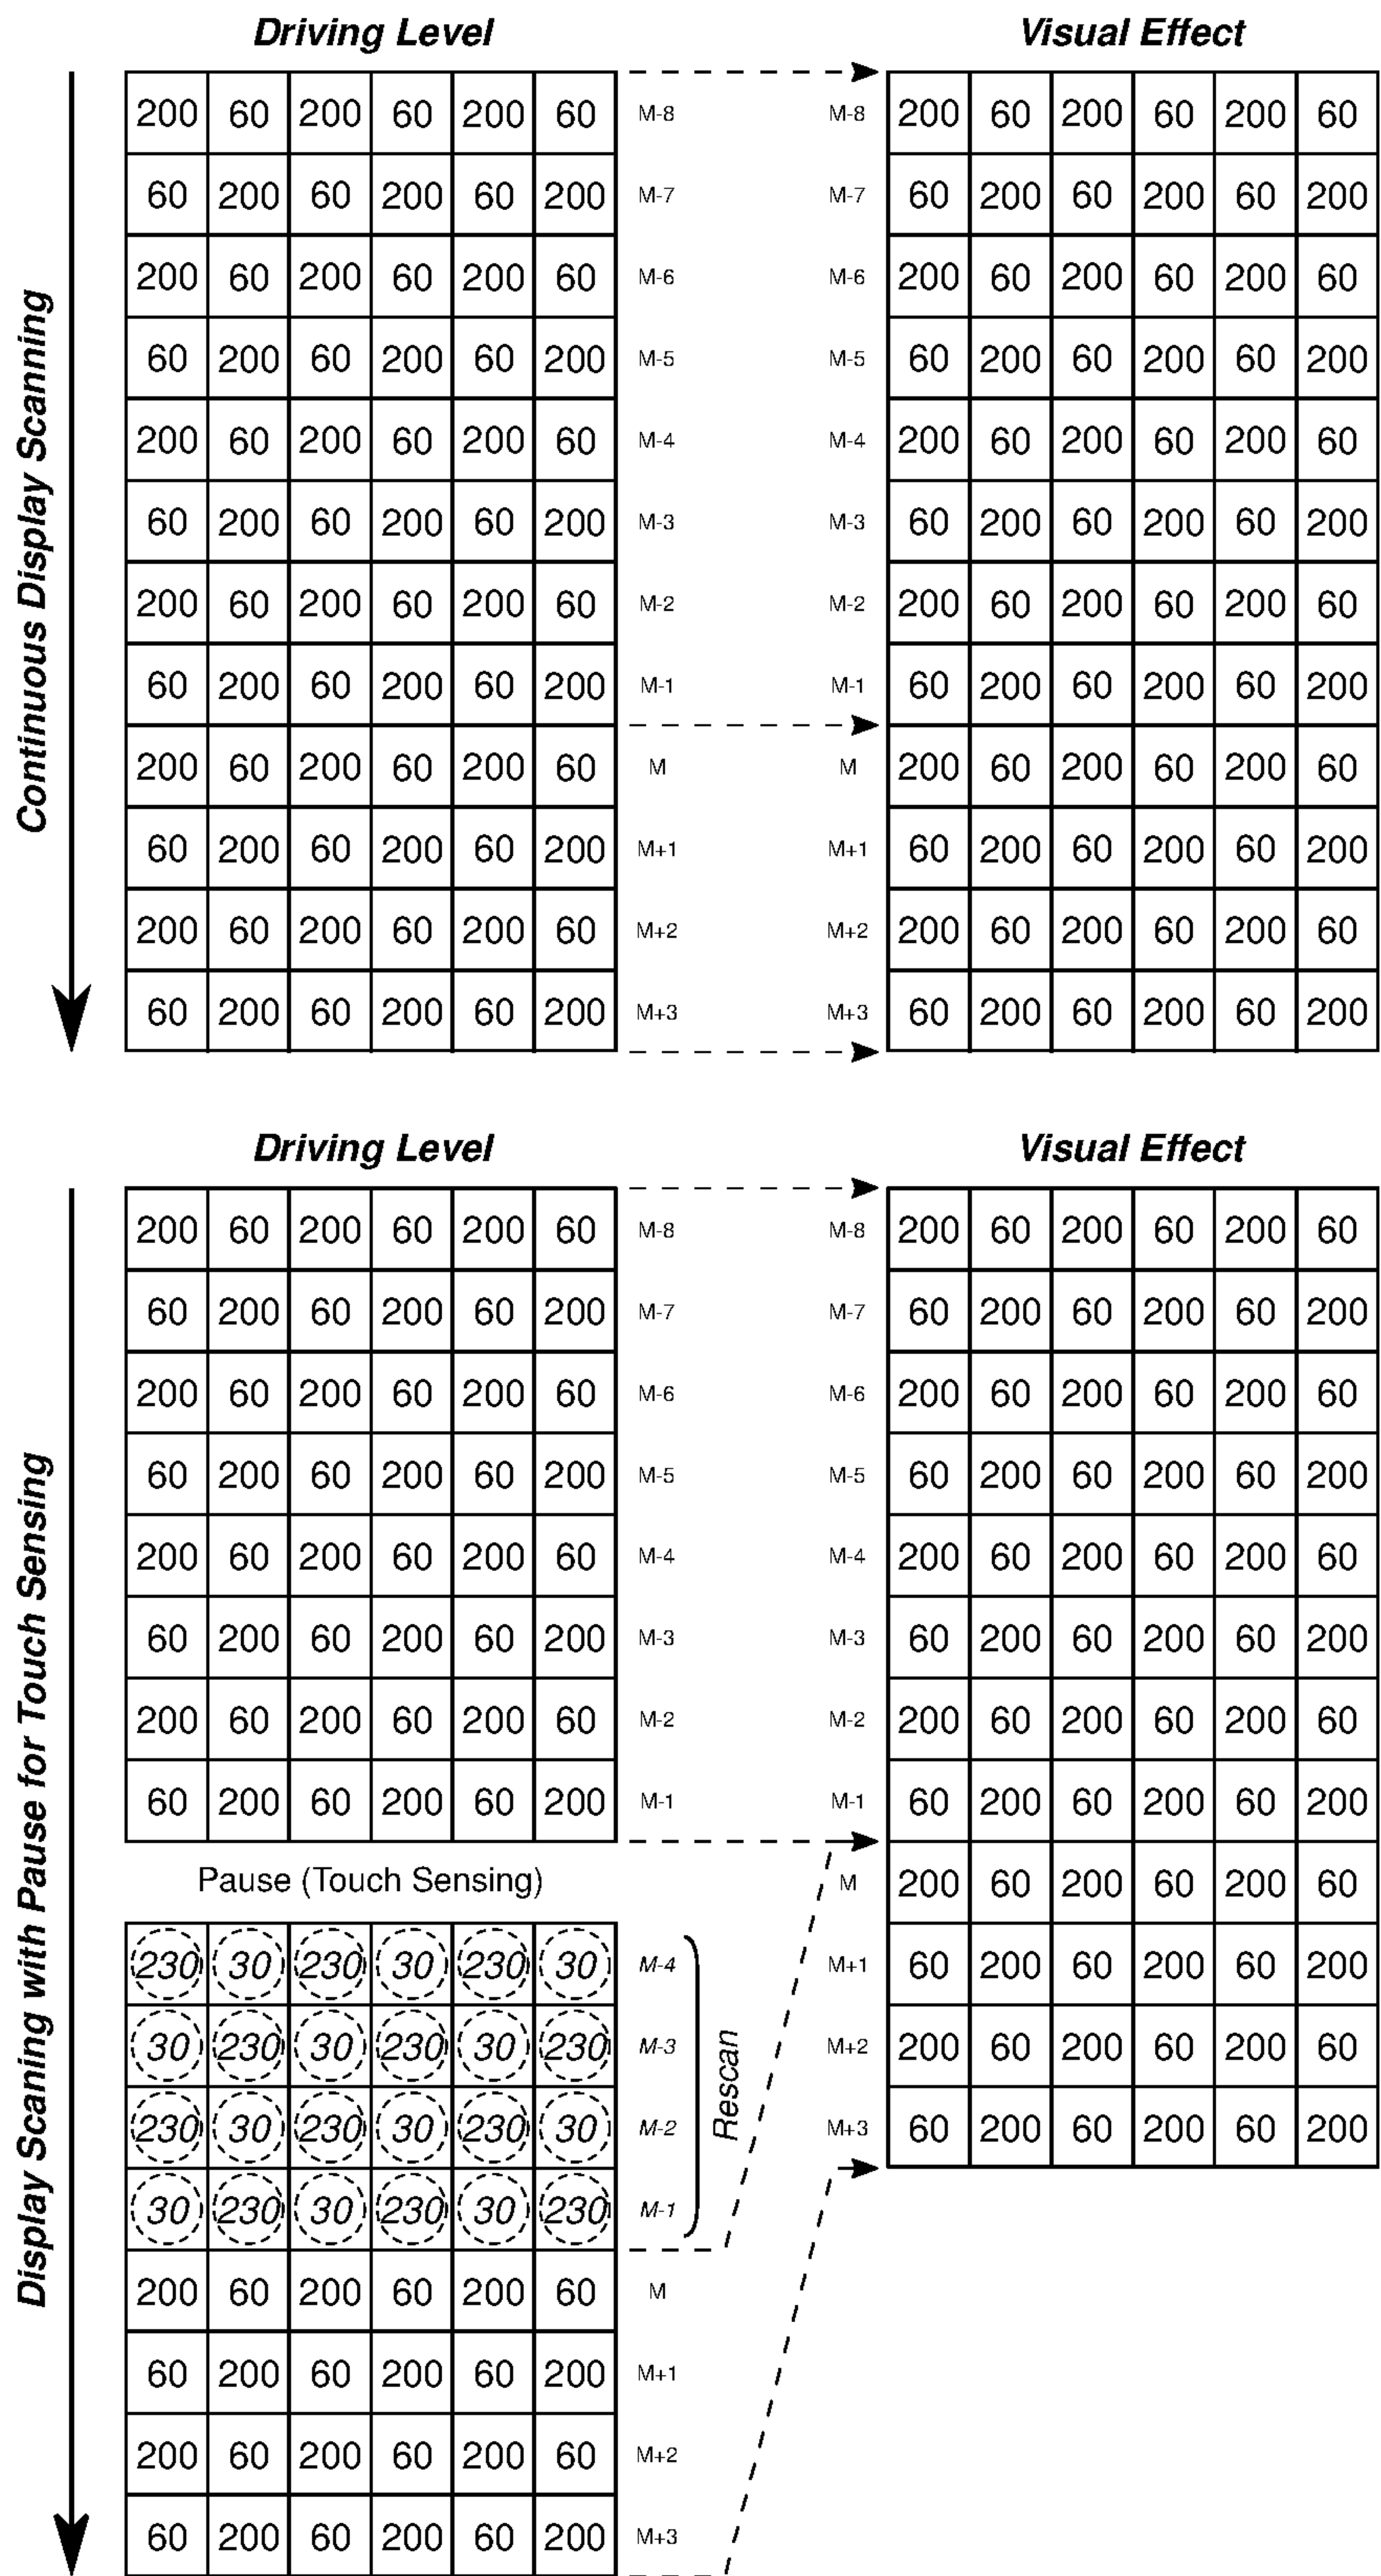 Driving Level Visual Effect
Continuous Display Scanning
200 60 200 60 200 60 M-8 M-8 200 60 200 60 200 60
60 200 60 200 60 200 M-7 M-7 60 200 60 200 60 200
200 60 200 60 200 60 M-6 M-6 200 60 200 60 200 60
60 200 60 200 60 200 M-5 M-5 60 200 60 200 60 200
200 60 200 60 200 60 M-4 M-4 200 60 200 60 200 60
60 200 60 200 60 200 M-3 M-3 60 200 60 200 60 200
200 60 200 60 200 60 M-2 M-2 200 60 200 60 200 60
60 200 60 200 60 200 M-1 M-1 60 200 60 200 60 200
200 60 200 60 200 60 M M 200 60 200 60 200 60
60 200 60 200 60 200 M+1 M+1 60 200 60 200 60 200
200 60 200 60 200 60 M+2 M+2 200 60 200 60 200 60
60 200 60 200 60 200 M+3 M+3 60 200 60 200 60 200
Driving Level Visual Effect
Display Scaning with Pause for Touch Sensing
200 60 200 60 200 60 M-8 M-8 200 60 200 60 200 60
60 200 60 200 60 200 M-7 M-7 60 200 60 200 60 200
200 60 200 60 200 60 M-6 M-6 200 60 200 60 200 60
60 200 60 200 60 200 M-5 M-5 60 200 60 200 60 200
200 60 200 60 200 60 M-4 M-4 200 60 200 60 200 60
60 200 60 200 60 200 M-3 M-3 60 200 60 200 60 200
200 60 200 60 200 60 M-2 M-2 200 60 200 60 200 60
60 200 60 200 60 200 M-1 M-1 60 200 60 200 60 200
Pause (Touch Sensing) M 200 60 200 60 200 60
230 30 230 30 230 30 M-4 M+1 60 200 60 200 60 200
30 230 30 230 30 230 M-3 M+2 200 60 200 60 200 60
Rescan
230 30 230 30 230 30 M-2 M+3 60 200 60 200 60 200
30 230 30 230 30 230 M-1
200 60 200 60 200 60 M
60 200 60 200 60 200 M+1
200 60 200 60 200 60 M+2
60 200 60 200 60 200 M+3